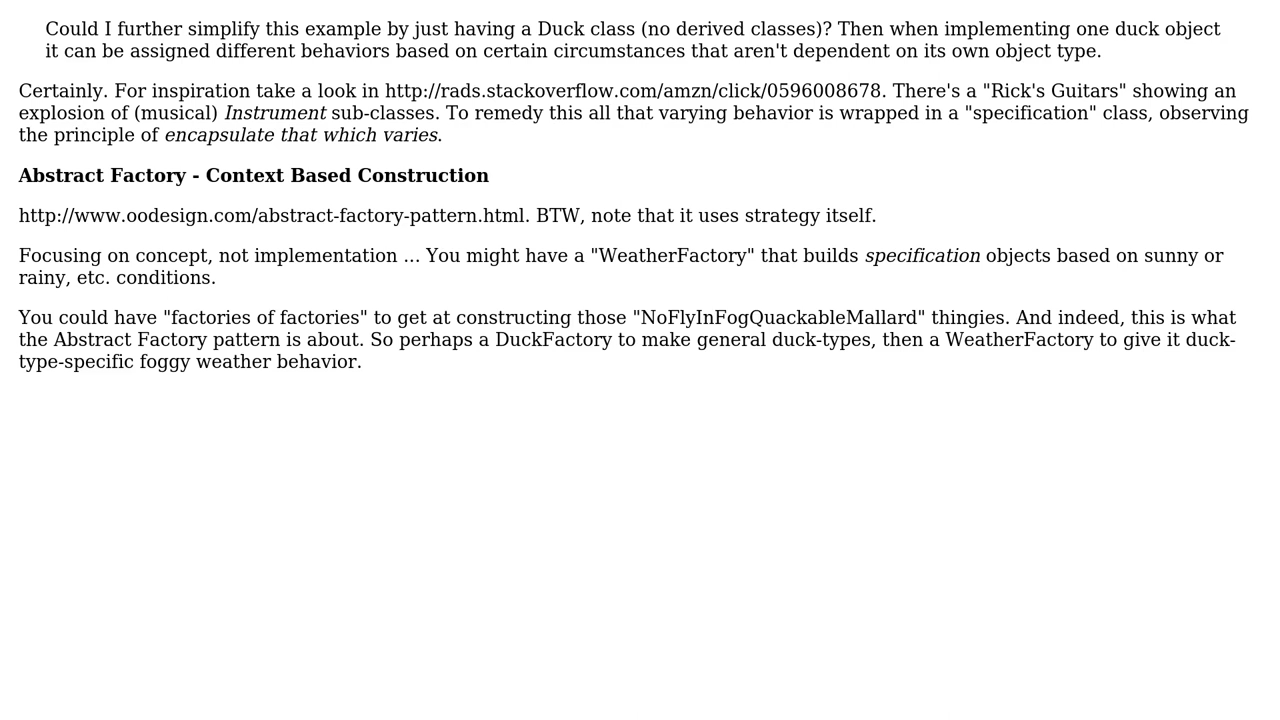 Could I further simplify this example by just having a Duck class (no derived classes)? Then when implementing one duck object
it can be assigned different behaviors based on certain circumstances that aren't dependent on its own object type.
Certainly. For inspiration take a look in http://rads.stackoverflow.com/amzn/click/0596008678. There's a "Rick's Guitars" showing an
explosion of (musical) Instrument sub-classes. To remedy this all that varying behavior is wrapped in a "specification" class, observing
the principle of encapsulate that which varies.
Abstract Factory - Context Based Construction
http://www.oodesign.com/abstract-factory-pattern.html. BTW, note that it uses strategy itself.
Focusing on concept, not implementation ... You might have a "WeatherFactory" that builds specification objects based on sunny or
rainy, etc. conditions.
You could have "factories of factories" to get at constructing those "NoFlyInFogQuackableMallard" thingies. And indeed, this is what
the Abstract Factory pattern is about. So perhaps a DuckFactory to make general duck-types, then a WeatherFactory to give it duck-
type-specific foggy weather behavior.